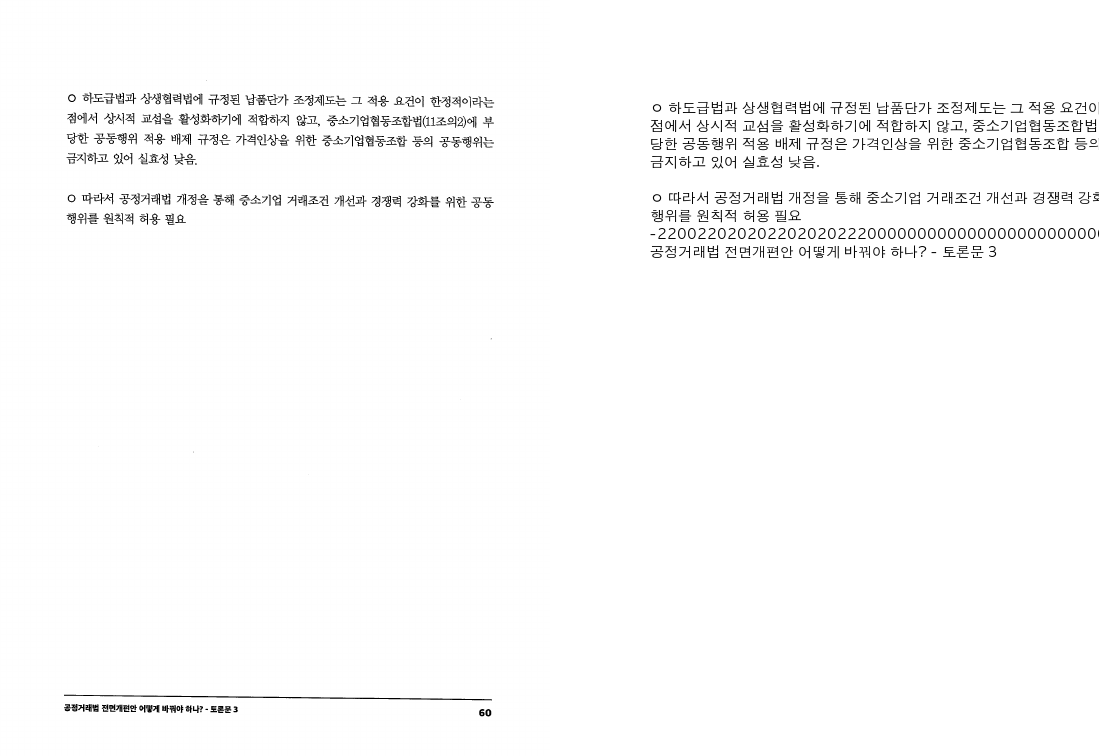 ㅇ 하도급법과 상생협력법에 규정된 납품단가 조정제도는 그 적용 요건이 한정적이라는
점에서 상시적 교섭을 활성화하기에 적합하지 않고, 중소기업협동조합법(11조의2)에 부
당한 공동행위 적용 배제 규정은 가격인상을 위한 중소기업협동조합 등의 공동행위는
금지하고 있어 실효성 낮음.
ㅇ 따라서 공정거래법 개정을 통해 중소기업 거래조건 개선과 경쟁력 강화를 위한 공동
행위를 원칙적 허용 필요
공정거래법 전면개편안 어떻게 바꿔야 하나? - 토론문 3
60
ㅇ 하도급법과 상생협력법에 규정된 납품단가 조정제도는 그 적용 요건이
점에서 상시적 교섬을 활성화하기에 적합하지 않고, 중소기업협동조합법
당한 공동행위 적용 배제 규정은 가격인상을 위한 중소기업협동조합 등의
금지하고 있어 실효성 낮음.
ㅇ 따라서 공정거래법 개정을 통해 중소기업 거래조건 개선과 경쟁력 강화
행위를 원칙적 허용 필요
공정거래법 전면개편안 어떻게 바꿔야 하나? - 토론문 3